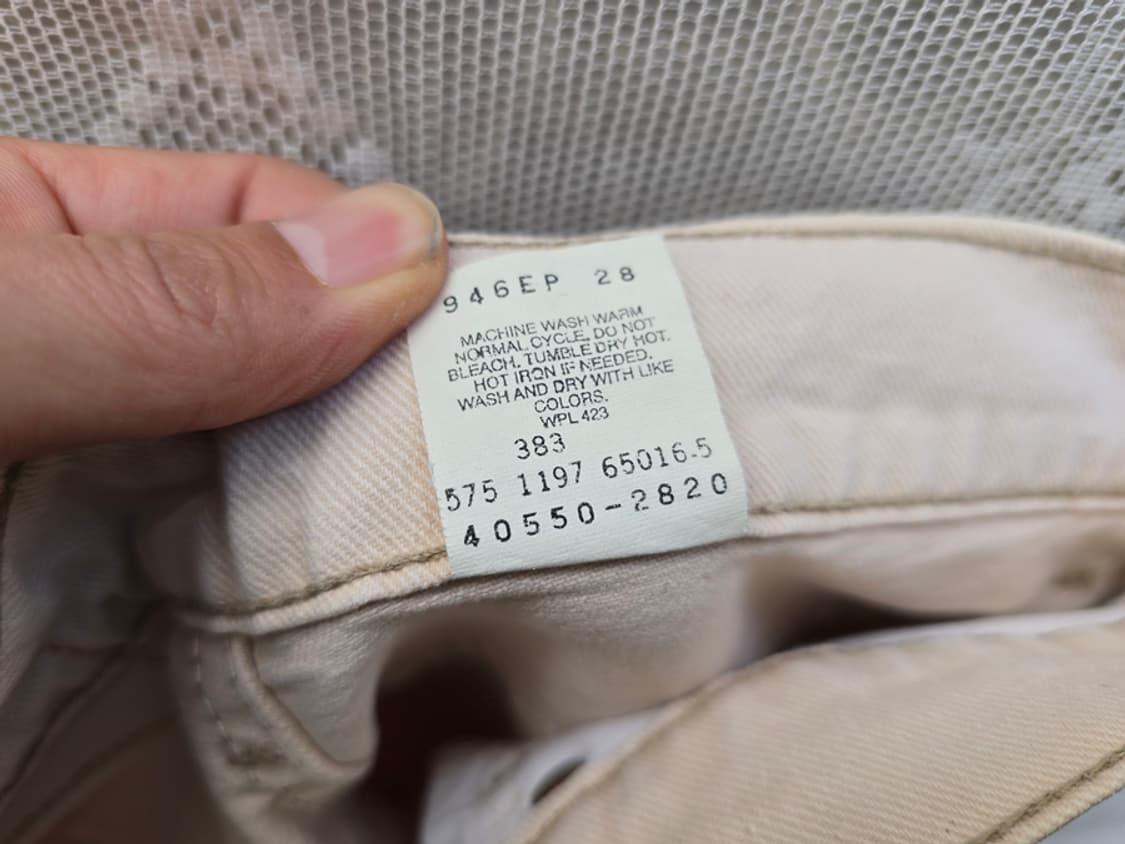 946EP 28
MACHINE WASH WARM
NORMAL CYCLE, DO NOT
BLEACH. TUMBLE DRY HOT.
HOT IRON IF NEEDED.
WASH AND DRY WITH LIKE
COLORS.
WPL 423
383
575 1197 65016-5
40550-2820